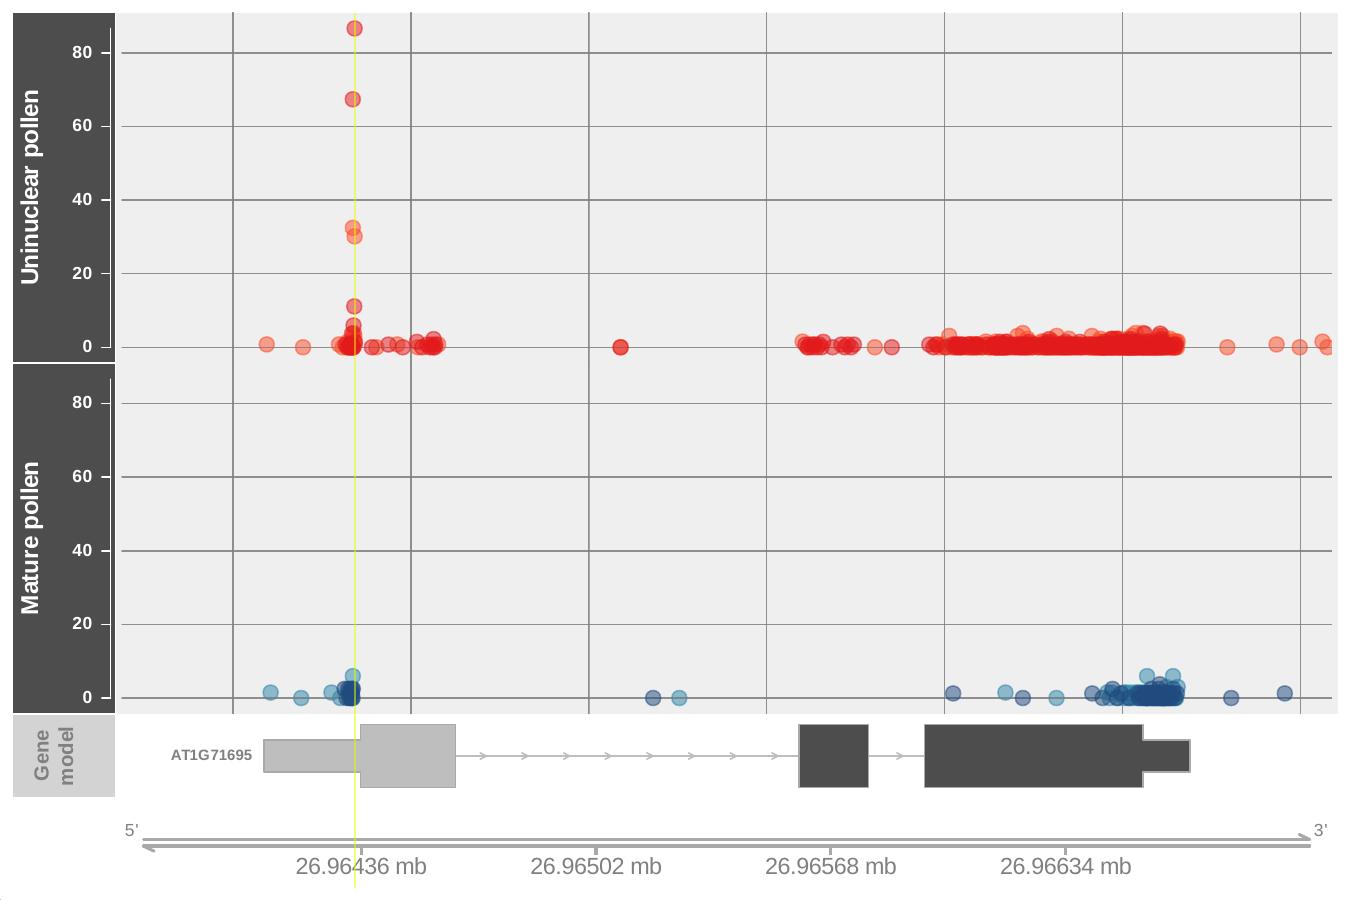 Uninuclear pollen
80
60
40
20
0
Mature pollen
80
60
40
20
0
Gene
model
AT1G71695
5'
3'
26.96436 mb
26.96502 mb
26.96568 mb
26.96634 mb